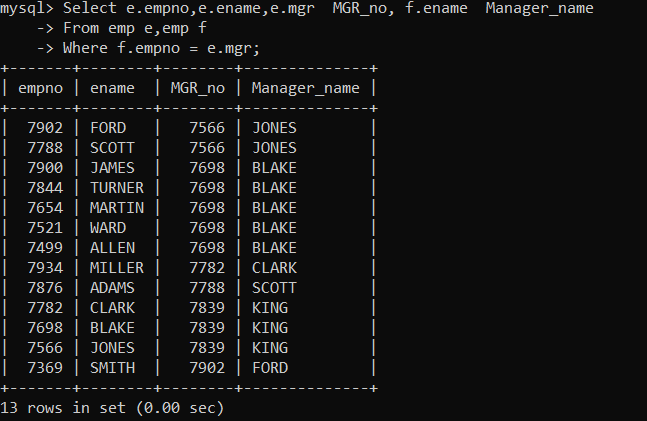 mysql> Select e.empno,e.ename,e.mgr  MGR_no, f.ename  Manager_name
    -> From emp e,emp f
    -> Where f.empno = e.mgr;
+-------+--------+--------+--------------+
| empno | ename  | MGR_no | Manager_name |
+-------+--------+--------+--------------+
|  7902 | FORD   |   7566 | JONES        |
|  7788 | SCOTT  |   7566 | JONES        |
|  7900 | JAMES  |   7698 | BLAKE        |
|  7844 | TURNER |   7698 | BLAKE        |
|  7654 | MARTIN |   7698 | BLAKE        |
|  7521 | WARD   |   7698 | BLAKE        |
|  7499 | ALLEN  |   7698 | BLAKE        |
|  7934 | MILLER |   7782 | CLARK        |
|  7876 | ADAMS  |   7788 | SCOTT        |
|  7782 | CLARK  |   7839 | KING         |
|  7698 | BLAKE  |   7839 | KING         |
|  7566 | JONES  |   7839 | KING         |
|  7369 | SMITH  |   7902 | FORD         |
+-------+--------+--------+--------------+
13 rows in set (0.00 sec)